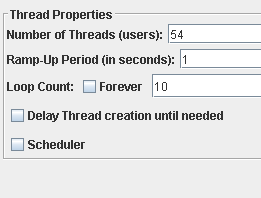 Thread Properties
Number of Threads (users): 54
Ramp-Up Period (in seconds): 1
Loop Count: Forever 10
Delay Thread creation until needed
Scheduler